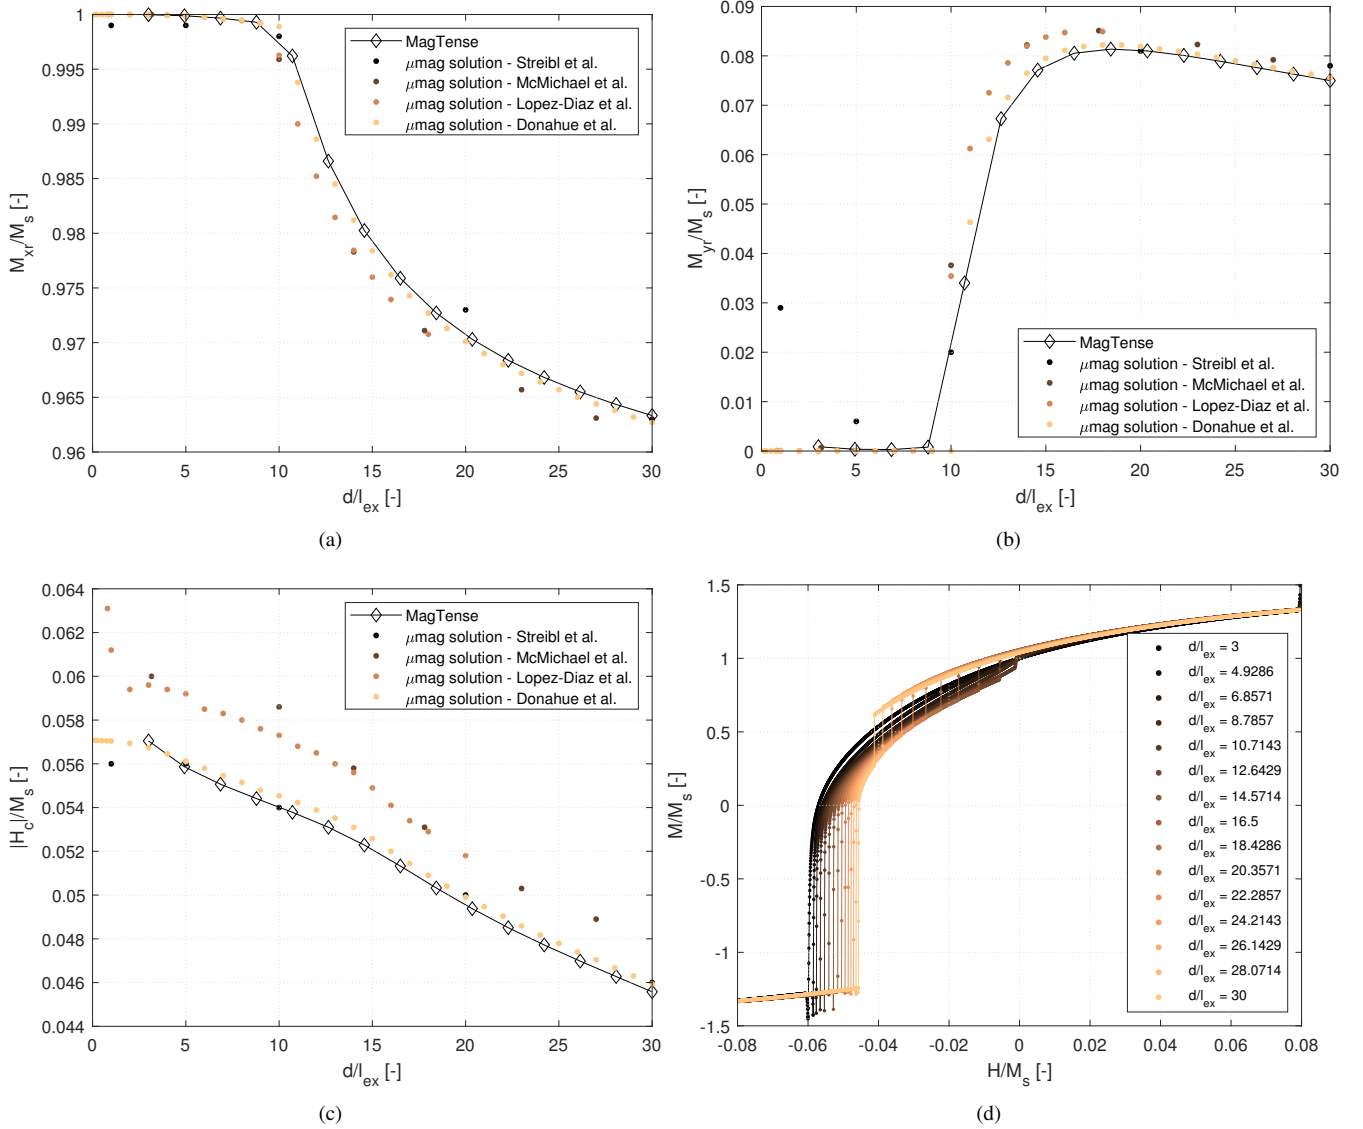 1
0.995
0.99
0.985
0.98
0.975
0.97
0.965
0.96
M_xr/M_s [-]
MagTense
μmag solution - Streibl et al.
μmag solution - McMichael et al.
μmag solution - Lopez-Diaz et al.
μmag solution - Donahue et al.
0 5 10 15 20 25 30
d/l_ex [-]
(a)
0.09
0.08
0.07
0.06
0.05
0.04
0.03
0.02
0.01
0
M_yr/M_s [-]
MagTense
μmag solution - Streibl et al.
μmag solution - McMichael et al.
μmag solution - Lopez-Diaz et al.
μmag solution - Donahue et al.
0 5 10 15 20 25 30
d/l_ex [-]
(b)
0.064
0.062
0.06
0.058
0.056
0.054
0.052
0.05
0.048
0.046
0.044
|H_c|/M_s [-]
MagTense
μmag solution - Streibl et al.
μmag solution - McMichael et al.
μmag solution - Lopez-Diaz et al.
μmag solution - Donahue et al.
0 5 10 15 20 25 30
d/l_ex [-]
(c)
1.5
1
0.5
0
-0.5
-1
-1.5
M/M_s [-]
d/l_ex = 3
d/l_ex = 4.9286
d/l_ex = 6.8571
d/l_ex = 8.7857
d/l_ex = 10.7143
d/l_ex = 12.6429
d/l_ex = 14.5714
d/l_ex = 16.5
d/l_ex = 18.4286
d/l_ex = 20.3571
d/l_ex = 22.2857
d/l_ex = 24.2143
d/l_ex = 26.1429
d/l_ex = 28.0714
d/l_ex = 30
-0.08 -0.06 -0.04 -0.02 0 0.02 0.04 0.06 0.08
H/M_s [-]
(d)